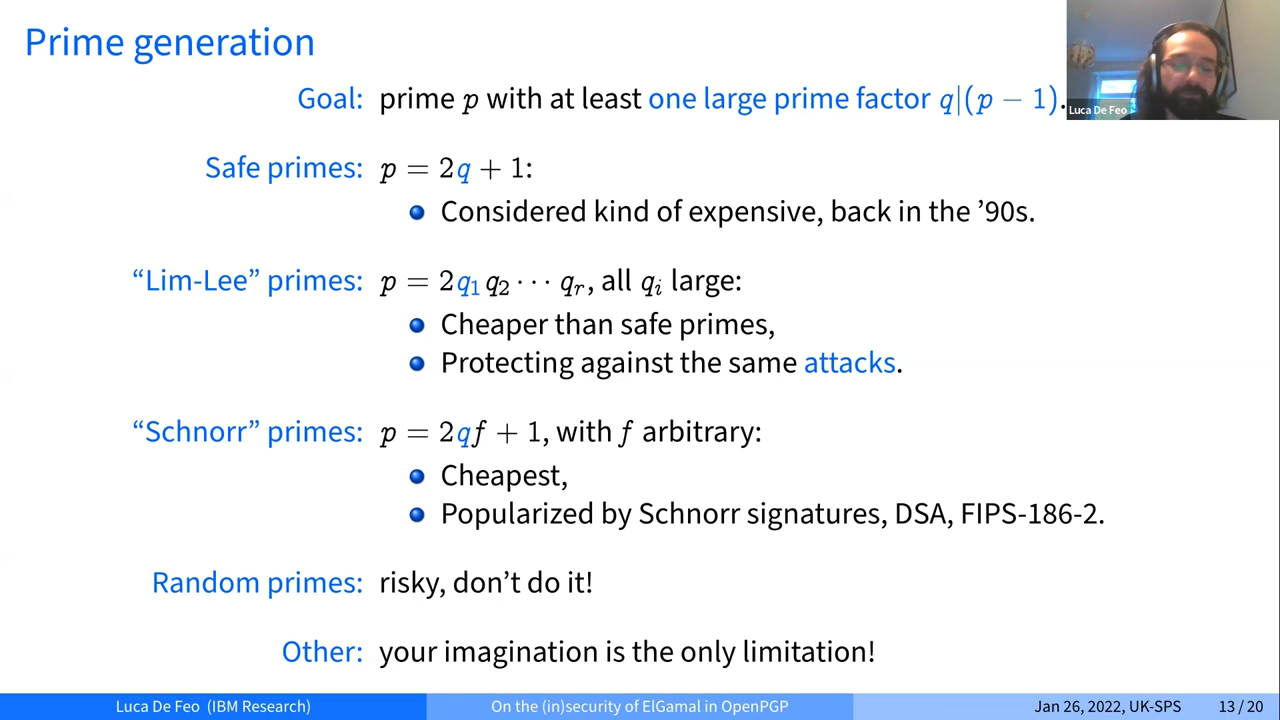 Prime generation
Goal: prime p with at least one large prime factor q|(p − 1).
Luca De Feo
Safe primes: p = 2q + 1:
Considered kind of expensive, back in the ’90s.
“Lim-Lee” primes: p = 2q₁q₂ ⋯ qᵣ, all qᵢ large:
Cheaper than safe primes,
Protecting against the same attacks.
“Schnorr” primes: p = 2qf + 1, with f arbitrary:
Cheapest,
Popularized by Schnorr signatures, DSA, FIPS-186-2.
Random primes: risky, don’t do it!
Other: your imagination is the only limitation!
Luca De Feo (IBM Research) On the (in)security of ElGamal in OpenPGP Jan 26, 2022, UK-SPS 13 / 20